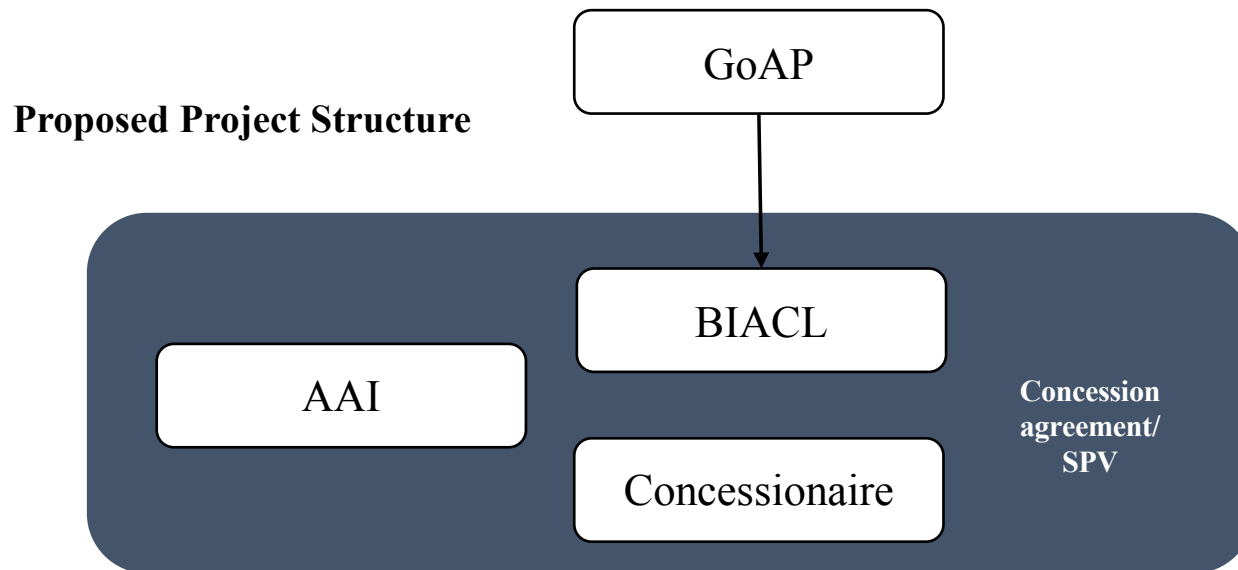 GoAP
Proposed Project Structure
BIACL
AAI
Concession
agreement/
SPV
Concessionaire